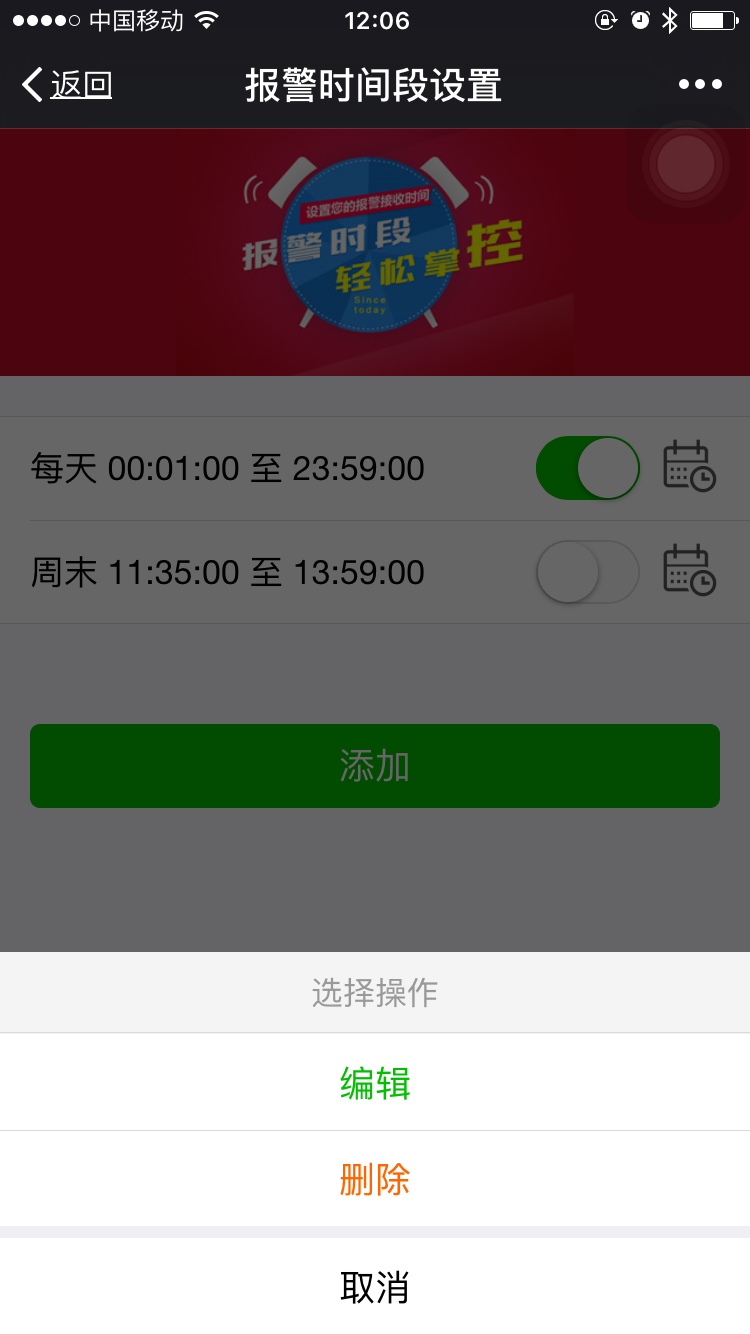 中国移动
12:06
返回
报警时间段设置
设置您的报警接收时间
报警时段
轻松掌控
Since
today
每天 00:01:00 至 23:59:00
周末 11:35:00 至 13:59:00
添加
选择操作
编辑
删除
取消